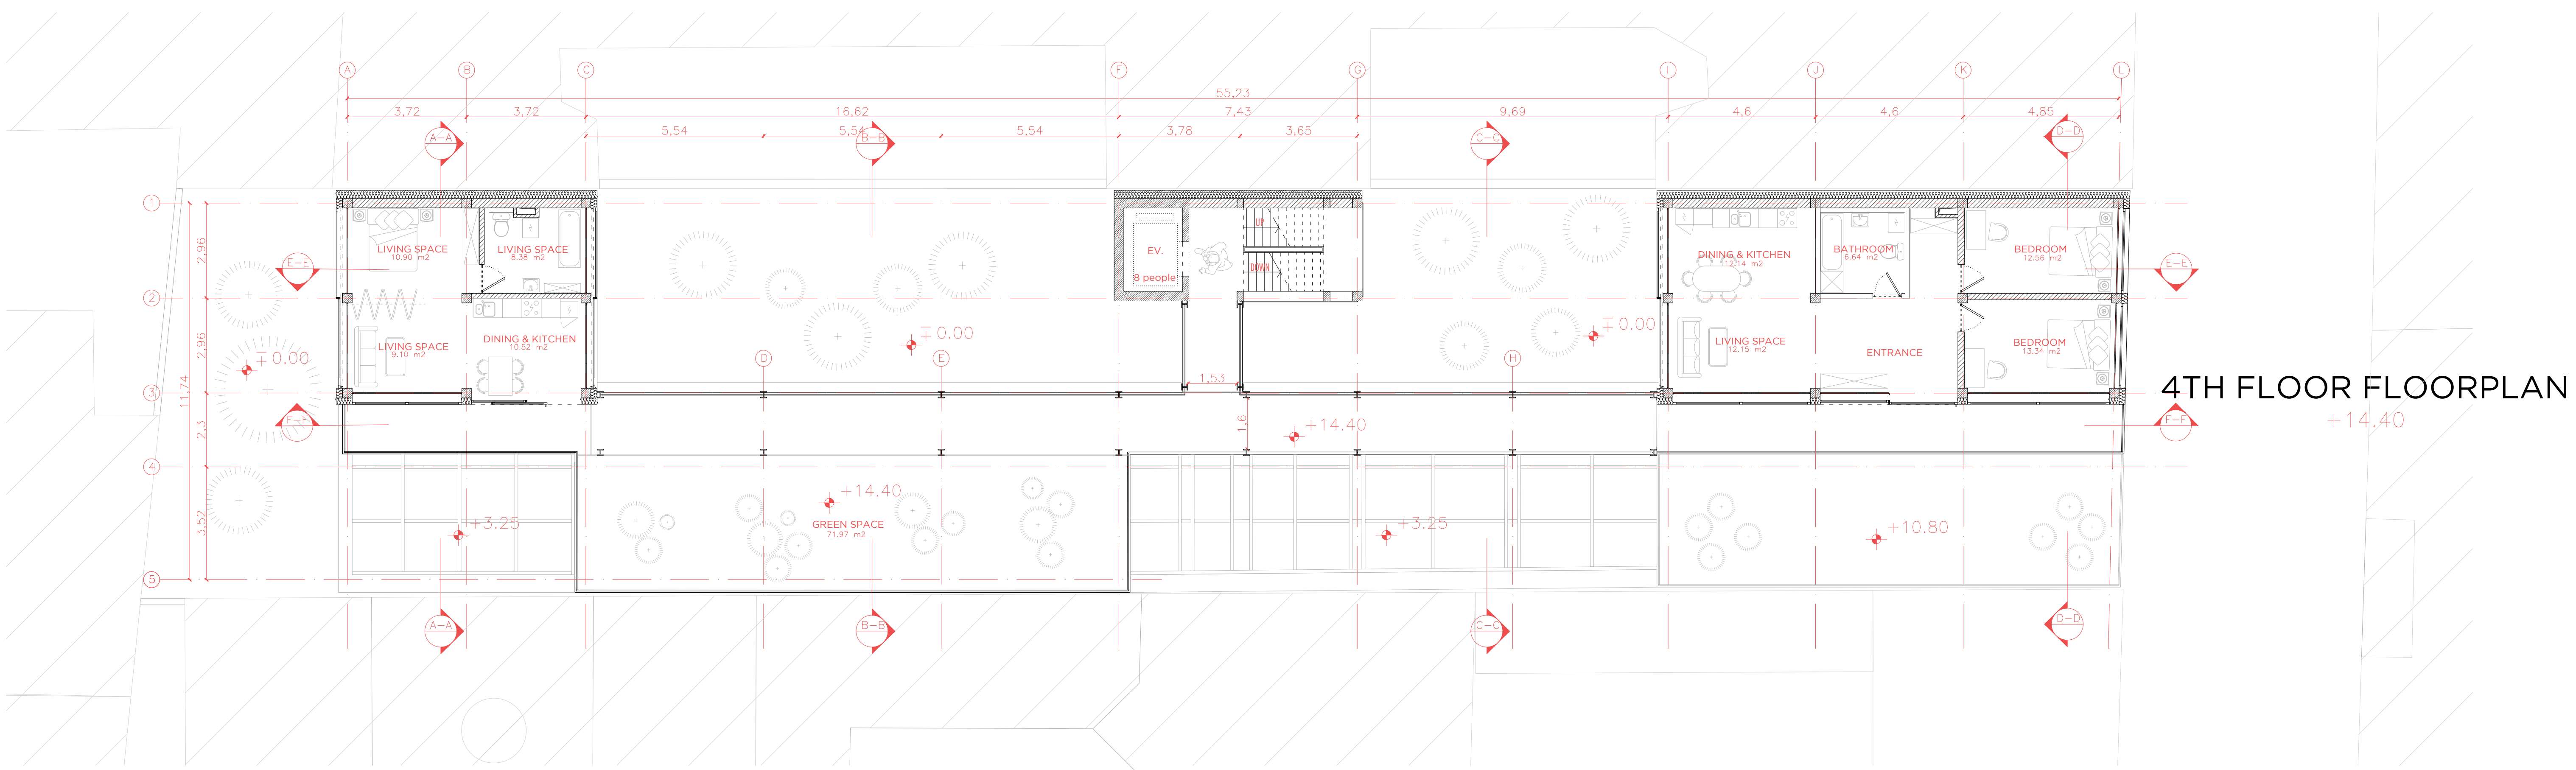 A B C F G I J K L
55,23
3,72 3,72 16,62 7,43 9,69 4,6 4,6 4,85
5,54 5,54 5,54 3,78 3,65
A-A B-B C-C D-D
1
2,96
E-E
LIVING SPACE
10.90 m2
LIVING SPACE
8.38 m2
EV.
8 people
UP
DOWN
DINING & KITCHEN
12.14 m2
BATHROOM
6.64 m2
BEDROOM
12.56 m2
E-E
2
2,96
∓0.00
LIVING SPACE
9.10 m2
DINING & KITCHEN
10.52 m2
∓0.00
∓0.00
D E H
LIVING SPACE
12.15 m2
ENTRANCE
BEDROOM
13.34 m2
11,74
1,53
3
4TH FLOOR FLOORPLAN
+14.40
F-F
2,3
1,6
+14.40
F-F
4
3,52
+3.25
+14.40
GREEN SPACE
71.97 m2
+3.25
+10.80
5
A-A B-B C-C D-D